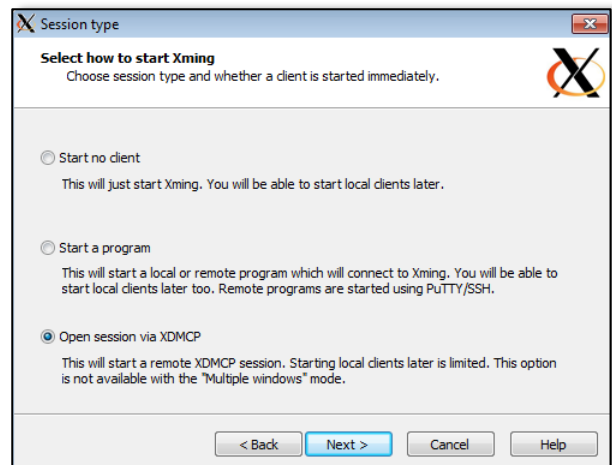 Session type
Select how to start Xming
Choose session type and whether a client is started immediately.
Start no client
This will just start Xming. You will be able to start local clients later.
Start a program
This will start a local or remote program which will connect to Xming. You will be able to
start local clients later too. Remote programs are started using PuTTY/SSH.
Open session via XDMCP
This will start a remote XDMCP session. Starting local clients later is limited. This option
is not available with the "Multiple windows" mode.
< Back Next > Cancel Help